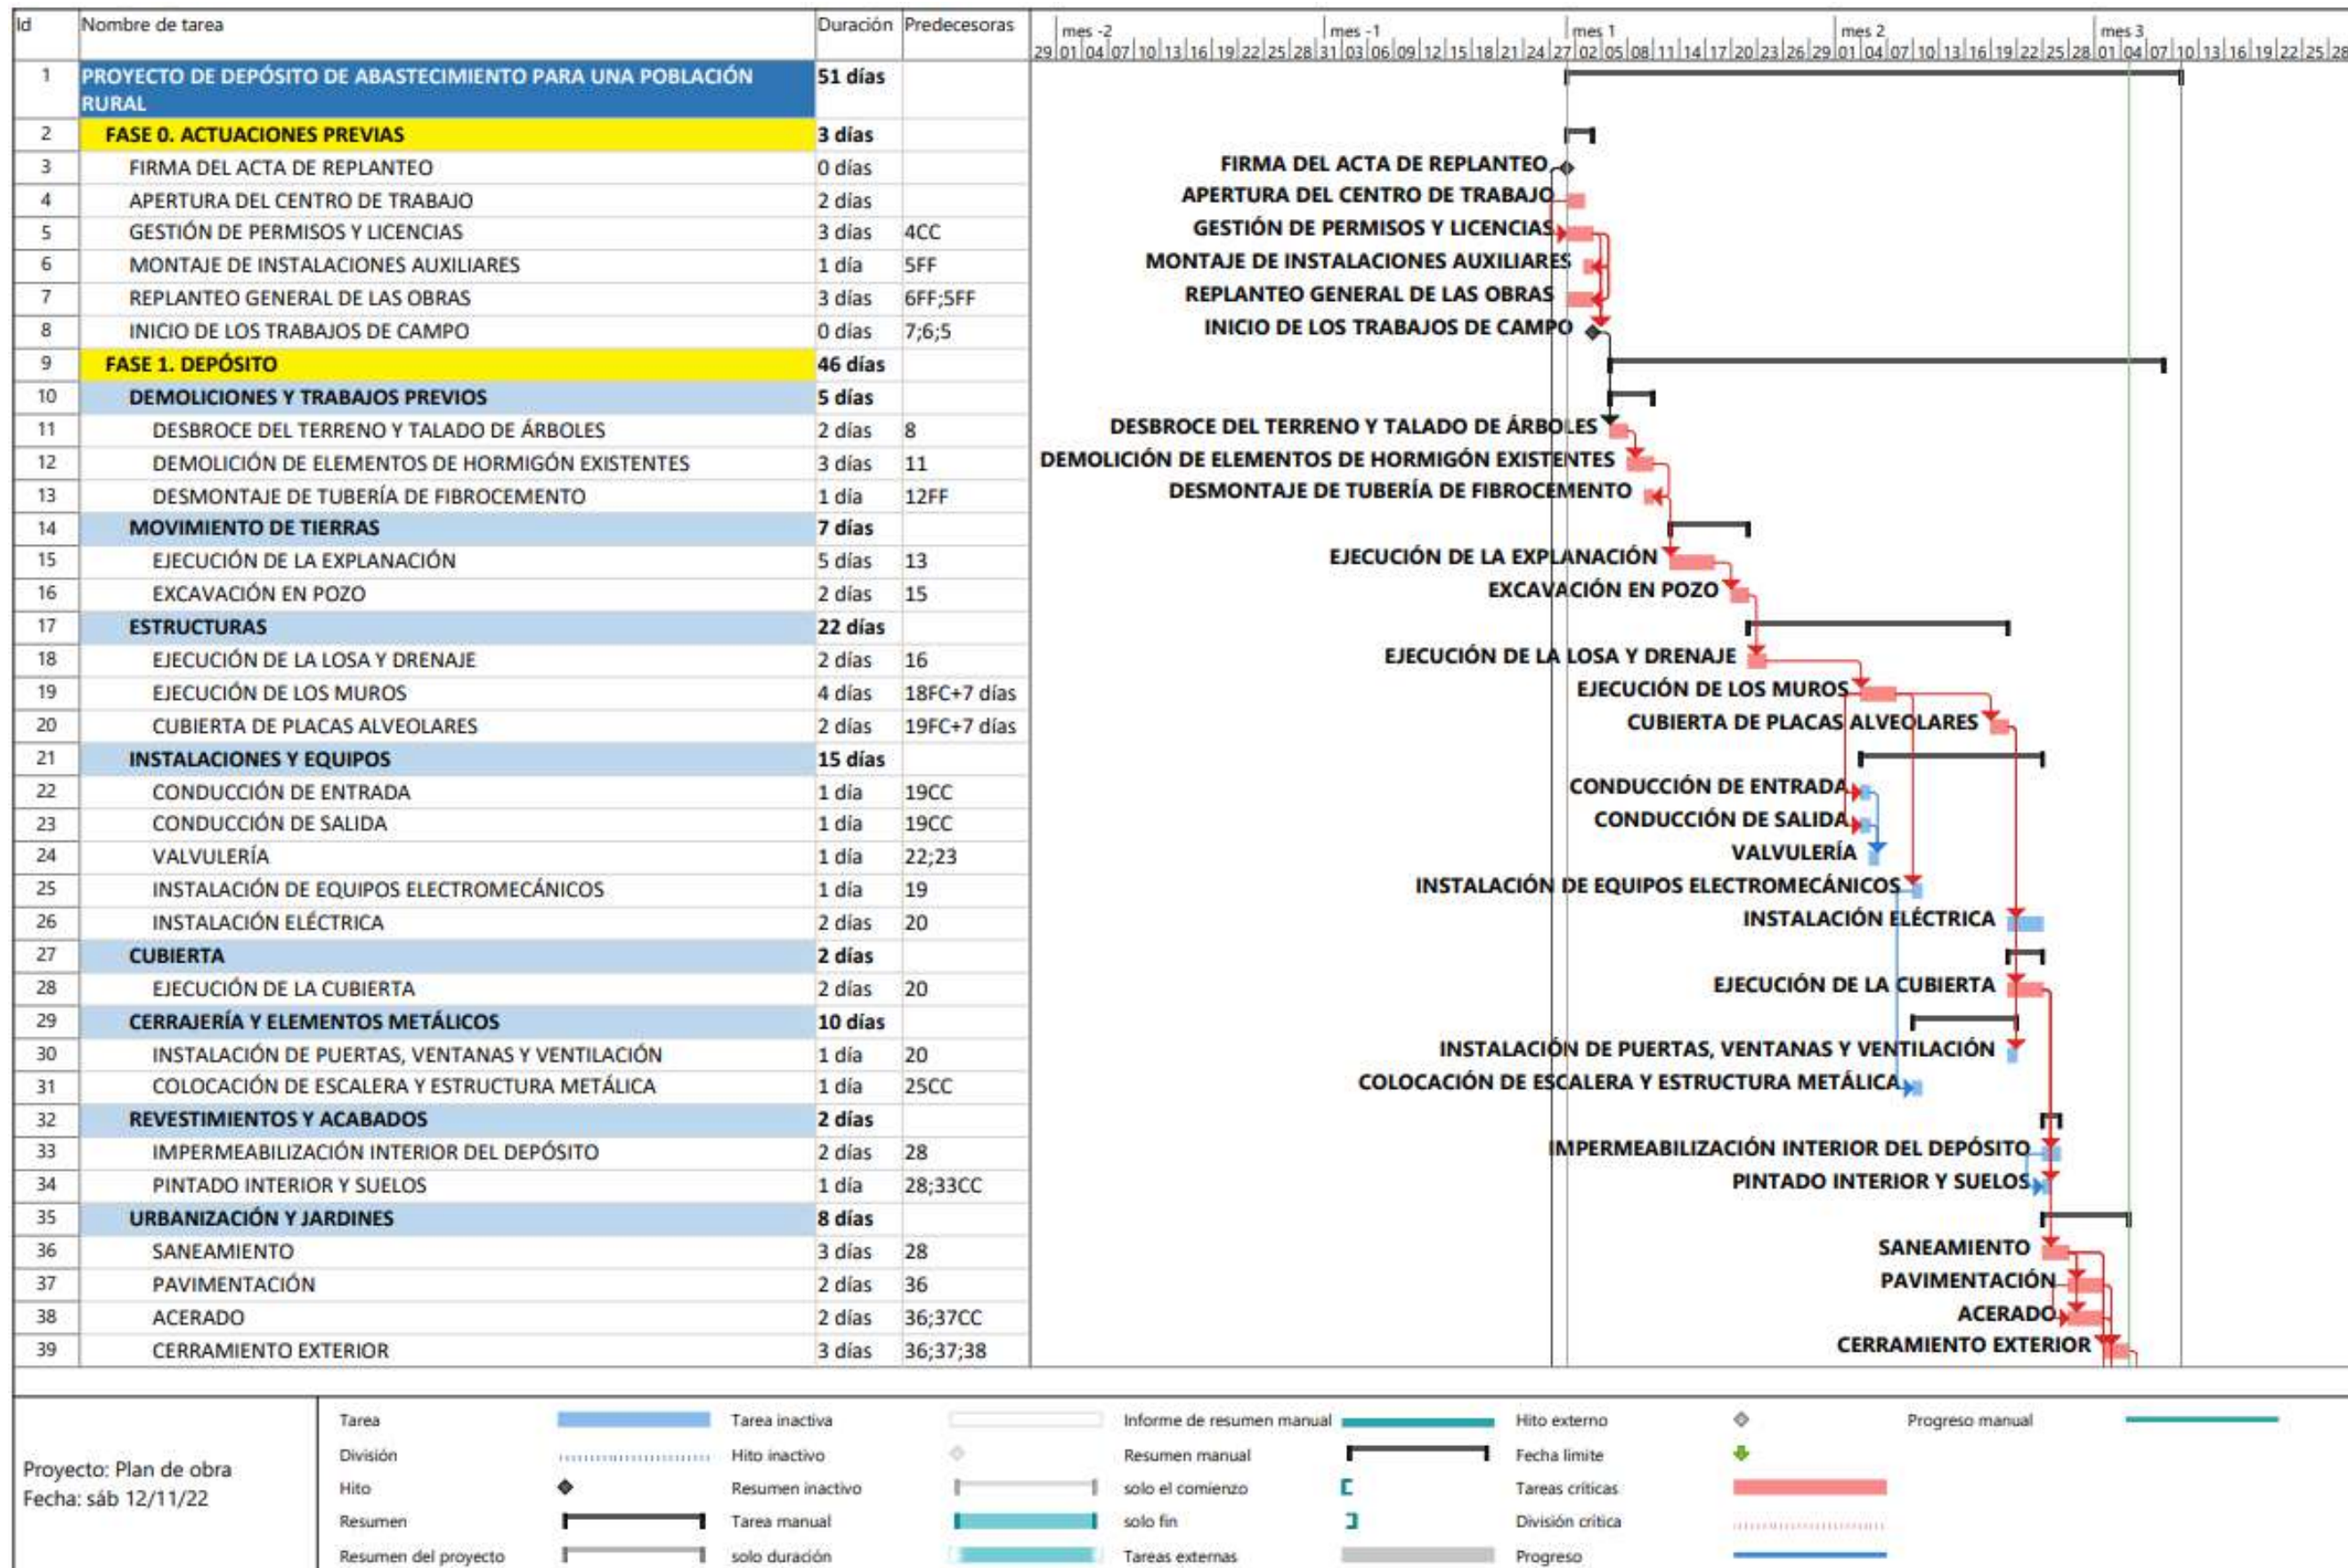 Id Nombre de tarea Duración Predecesoras
mes -2 mes -1 mes 1 mes 2 mes 3
29 01 04 07 10 13 16 19 22 25 28 31 03 06 09 12 15 18 21 24 27 02 05 08 11 14 17 20 23 26 29 01 04 07 10 13 16 19 22 25 28 01 04 07 10 13 16 19 22 25 28
1 PROYECTO DE DEPÓSITO DE ABASTECIMIENTO PARA UNA POBLACIÓN 51 días
RURAL
2 FASE 0. ACTUACIONES PREVIAS 3 días
3 FIRMA DEL ACTA DE REPLANTEO 0 días FIRMA DEL ACTA DE REPLANTEO
4 APERTURA DEL CENTRO DE TRABAJO 2 días APERTURA DEL CENTRO DE TRABAJO
5 GESTIÓN DE PERMISOS Y LICENCIAS 3 días 4CC GESTIÓN DE PERMISOS Y LICENCIAS
6 MONTAJE DE INSTALACIONES AUXILIARES 1 día 5FF MONTAJE DE INSTALACIONES AUXILIARES
7 REPLANTEO GENERAL DE LAS OBRAS 3 días 6FF;5FF REPLANTEO GENERAL DE LAS OBRAS
8 INICIO DE LOS TRABAJOS DE CAMPO 0 días 7;6;5 INICIO DE LOS TRABAJOS DE CAMPO
9 FASE 1. DEPÓSITO 46 días
10 DEMOLICIONES Y TRABAJOS PREVIOS 5 días
11 DESBROCE DEL TERRENO Y TALADO DE ÁRBOLES 2 días 8 DESBROCE DEL TERRENO Y TALADO DE ÁRBOLES
12 DEMOLICIÓN DE ELEMENTOS DE HORMIGÓN EXISTENTES 3 días 11 DEMOLICIÓN DE ELEMENTOS DE HORMIGÓN EXISTENTES
13 DESMONTAJE DE TUBERÍA DE FIBROCEMENTO 1 día 12FF DESMONTAJE DE TUBERÍA DE FIBROCEMENTO
14 MOVIMIENTO DE TIERRAS 7 días
15 EJECUCIÓN DE LA EXPLANACIÓN 5 días 13 EJECUCIÓN DE LA EXPLANACIÓN
16 EXCAVACIÓN EN POZO 2 días 15 EXCAVACIÓN EN POZO
17 ESTRUCTURAS 22 días
18 EJECUCIÓN DE LA LOSA Y DRENAJE 2 días 16 EJECUCIÓN DE LA LOSA Y DRENAJE
19 EJECUCIÓN DE LOS MUROS 4 días 18FC+7 días EJECUCIÓN DE LOS MUROS
20 CUBIERTA DE PLACAS ALVEOLARES 2 días 19FC+7 días CUBIERTA DE PLACAS ALVEOLARES
21 INSTALACIONES Y EQUIPOS 15 días
22 CONDUCCIÓN DE ENTRADA 1 día 19CC CONDUCCIÓN DE ENTRADA
23 CONDUCCIÓN DE SALIDA 1 día 19CC CONDUCCIÓN DE SALIDA
24 VALVULERÍA 1 día 22;23 VALVULERÍA
25 INSTALACIÓN DE EQUIPOS ELECTROMECÁNICOS 1 día 19 INSTALACIÓN DE EQUIPOS ELECTROMECÁNICOS
26 INSTALACIÓN ELÉCTRICA 2 días 20 INSTALACIÓN ELÉCTRICA
27 CUBIERTA 2 días
28 EJECUCIÓN DE LA CUBIERTA 2 días 20 EJECUCIÓN DE LA CUBIERTA
29 CERRAJERÍA Y ELEMENTOS METÁLICOS 10 días
30 INSTALACIÓN DE PUERTAS, VENTANAS Y VENTILACIÓN 1 día 20 INSTALACIÓN DE PUERTAS, VENTANAS Y VENTILACIÓN
31 COLOCACIÓN DE ESCALERA Y ESTRUCTURA METÁLICA 1 día 25CC COLOCACIÓN DE ESCALERA Y ESTRUCTURA METÁLICA
32 REVESTIMIENTOS Y ACABADOS 2 días
33 IMPERMEABILIZACIÓN INTERIOR DEL DEPÓSITO 2 días 28 IMPERMEABILIZACIÓN INTERIOR DEL DEPÓSITO
34 PINTADO INTERIOR Y SUELOS 1 día 28;33CC PINTADO INTERIOR Y SUELOS
35 URBANIZACIÓN Y JARDINES 8 días
36 SANEAMIENTO 3 días 28 SANEAMIENTO
37 PAVIMENTACIÓN 2 días 36 PAVIMENTACIÓN
38 ACERADO 2 días 36;37CC ACERADO
39 CERRAMIENTO EXTERIOR 3 días 36;37;38 CERRAMIENTO EXTERIOR
Proyecto: Plan de obra
Fecha: sáb 12/11/22
Tarea Tarea inactiva Informe de resumen manual Hito externo Progreso manual
División Hito inactivo Resumen manual Fecha límite
Hito Resumen inactivo solo el comienzo Tareas críticas
Resumen Tarea manual solo fin División crítica
Resumen del proyecto solo duración Tareas externas Progreso